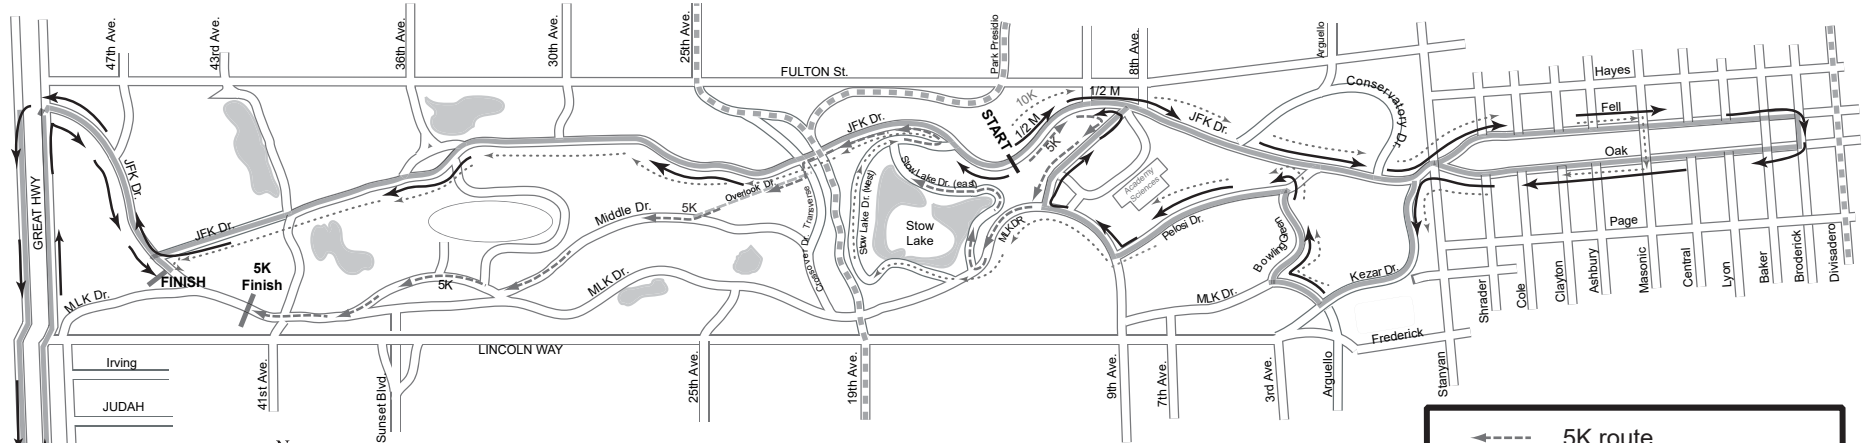 47th Ave.
43rd Ave.
36th Ave.
30th Ave.
25th Ave.
Park Presidio
8th Ave.
Arguello
FULTON St.
Hayes
10K
1/2 M
Conservatory Dr.
Fell
START
1/2 M
JFK Dr.
JFK Dr.
5K
Oak
JFK Dr.
Stow Lake Dr. (east)
Academy
Sciences
Overlook Dr.
Stow Lake Dr. (west)
Crossover Dr. Transverse
GREAT HWY
5K
Middle Dr.
Stow
Lake
MLK DR
Pelosi Dr.
Page
JFK Dr.
Bowling Green
Kezar Dr.
5K
Finish
FINISH
5K
MLK Dr.
MLK Dr.
MLK Dr.
Shrader
Cole
Clayton
Ashbury
Masonic
Central
Lyon
Baker
Broderick
Divisadero
Frederick
LINCOLN WAY
Irving
JUDAH
41st Ave.
Sunset Blvd.
25th Ave.
19th Ave.
9th Ave.
7th Ave.
3rd Ave.
Arguello
Stanyan
N
5K route